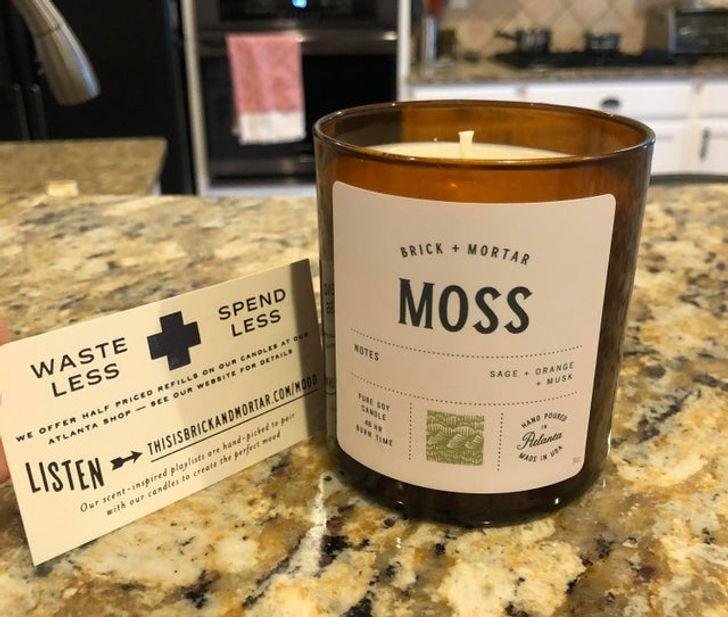 WASTE
LESS
SPEND
LESS
WE OFFER HALF PRICED REFILLS ON OUR CANDLES AT OUR
ATLANTA SHOP — SEE OUR WEBSITE FOR DETAILS
LISTEN
THISISBRICKANDMORTAR.COM/MOOD
Our scent-inspired playlists are hand-picked to pair
with our candles to create the perfect mood
BRICK + MORTAR
MOSS
NOTES
SAGE + ORANGE
+ MUSK
PURE SOY
CANDLE
BURN TIME
HAND POURED
Atlanta
MADE IN USA